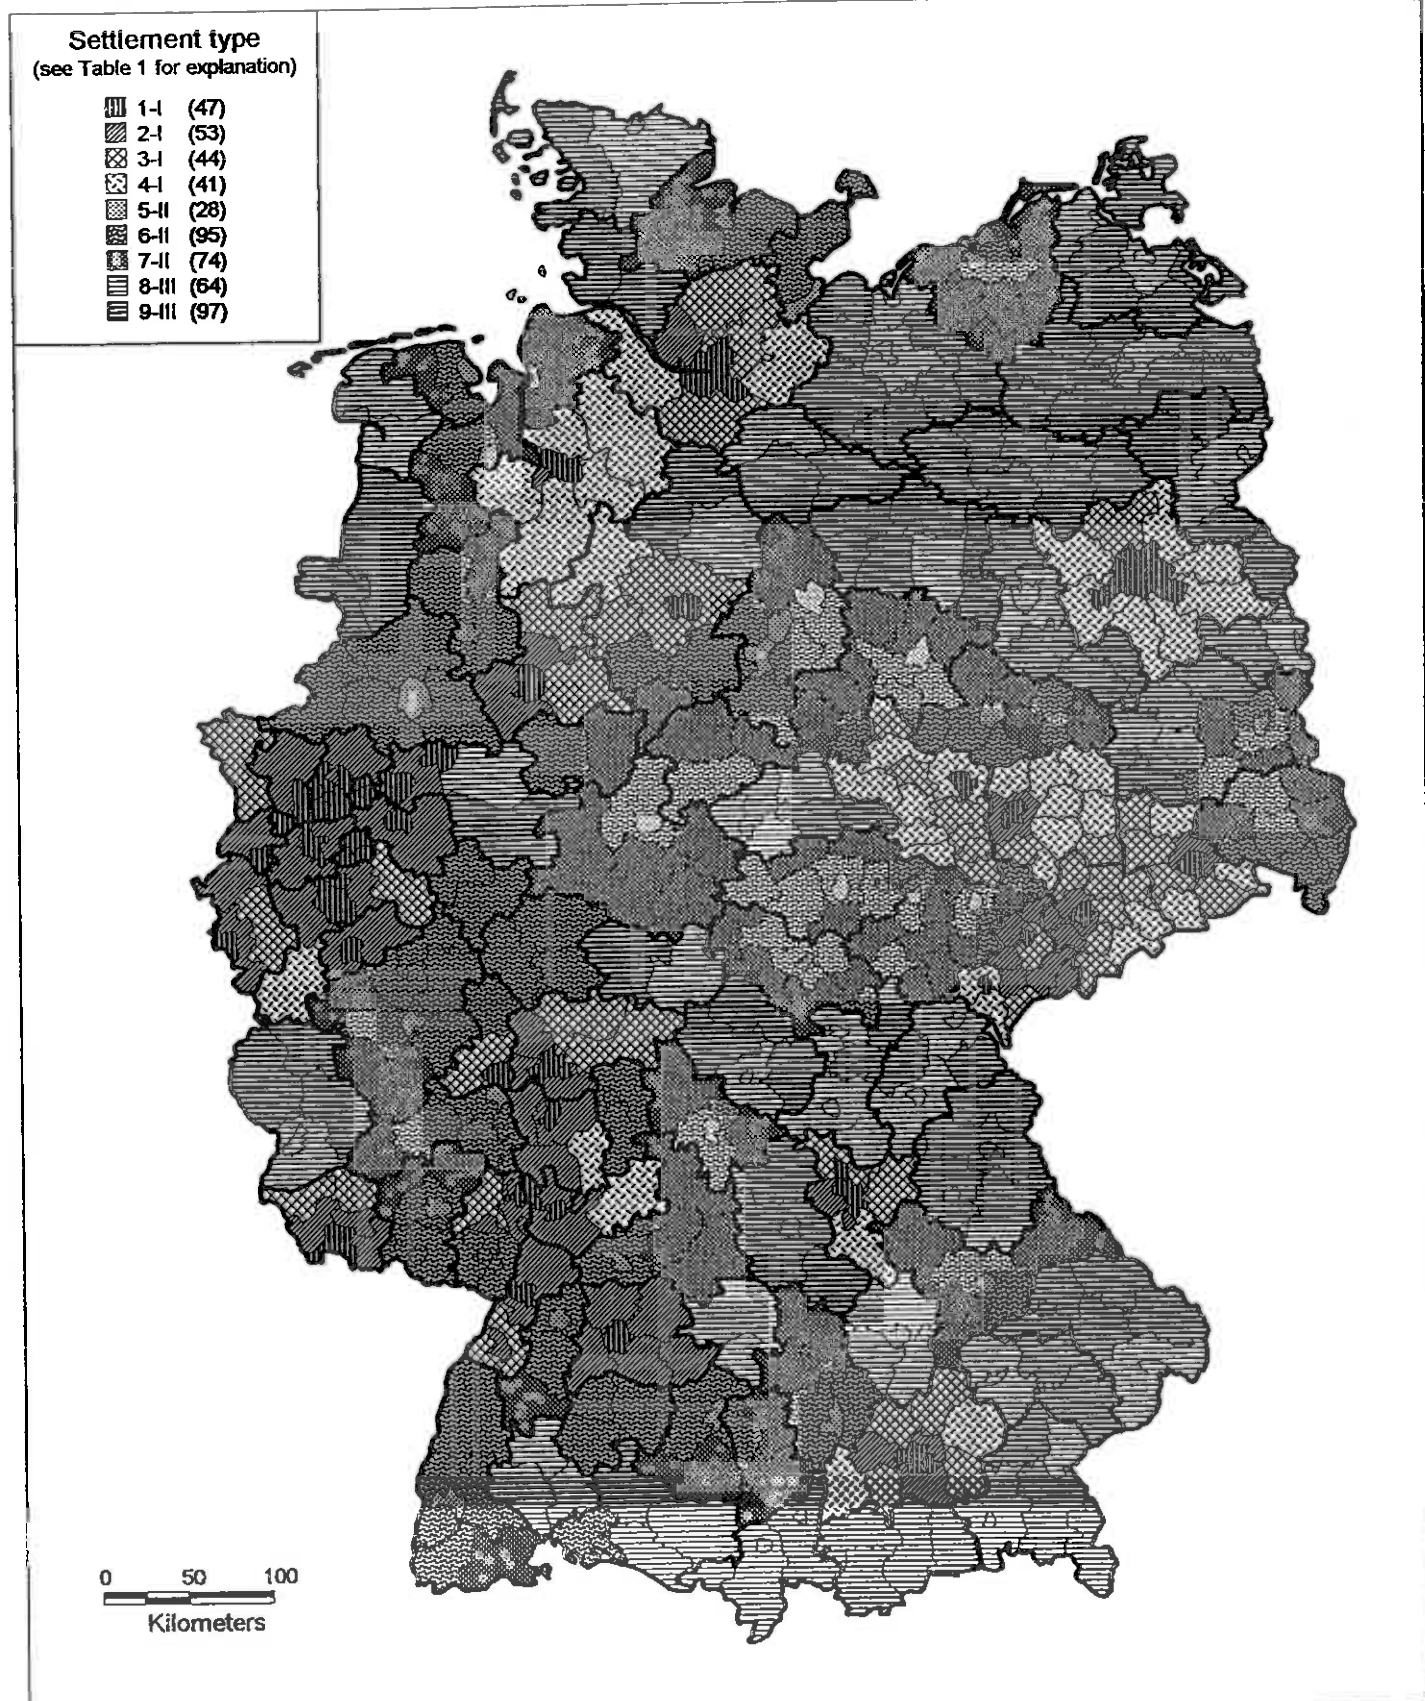 Settlement type
(see Table 1 for explanation)
1-I (47)
2-I (53)
3-I (44)
4-I (41)
5-II (28)
6-II (95)
7-II (74)
8-III (64)
9-III (97)
0 50 100
Kilometers